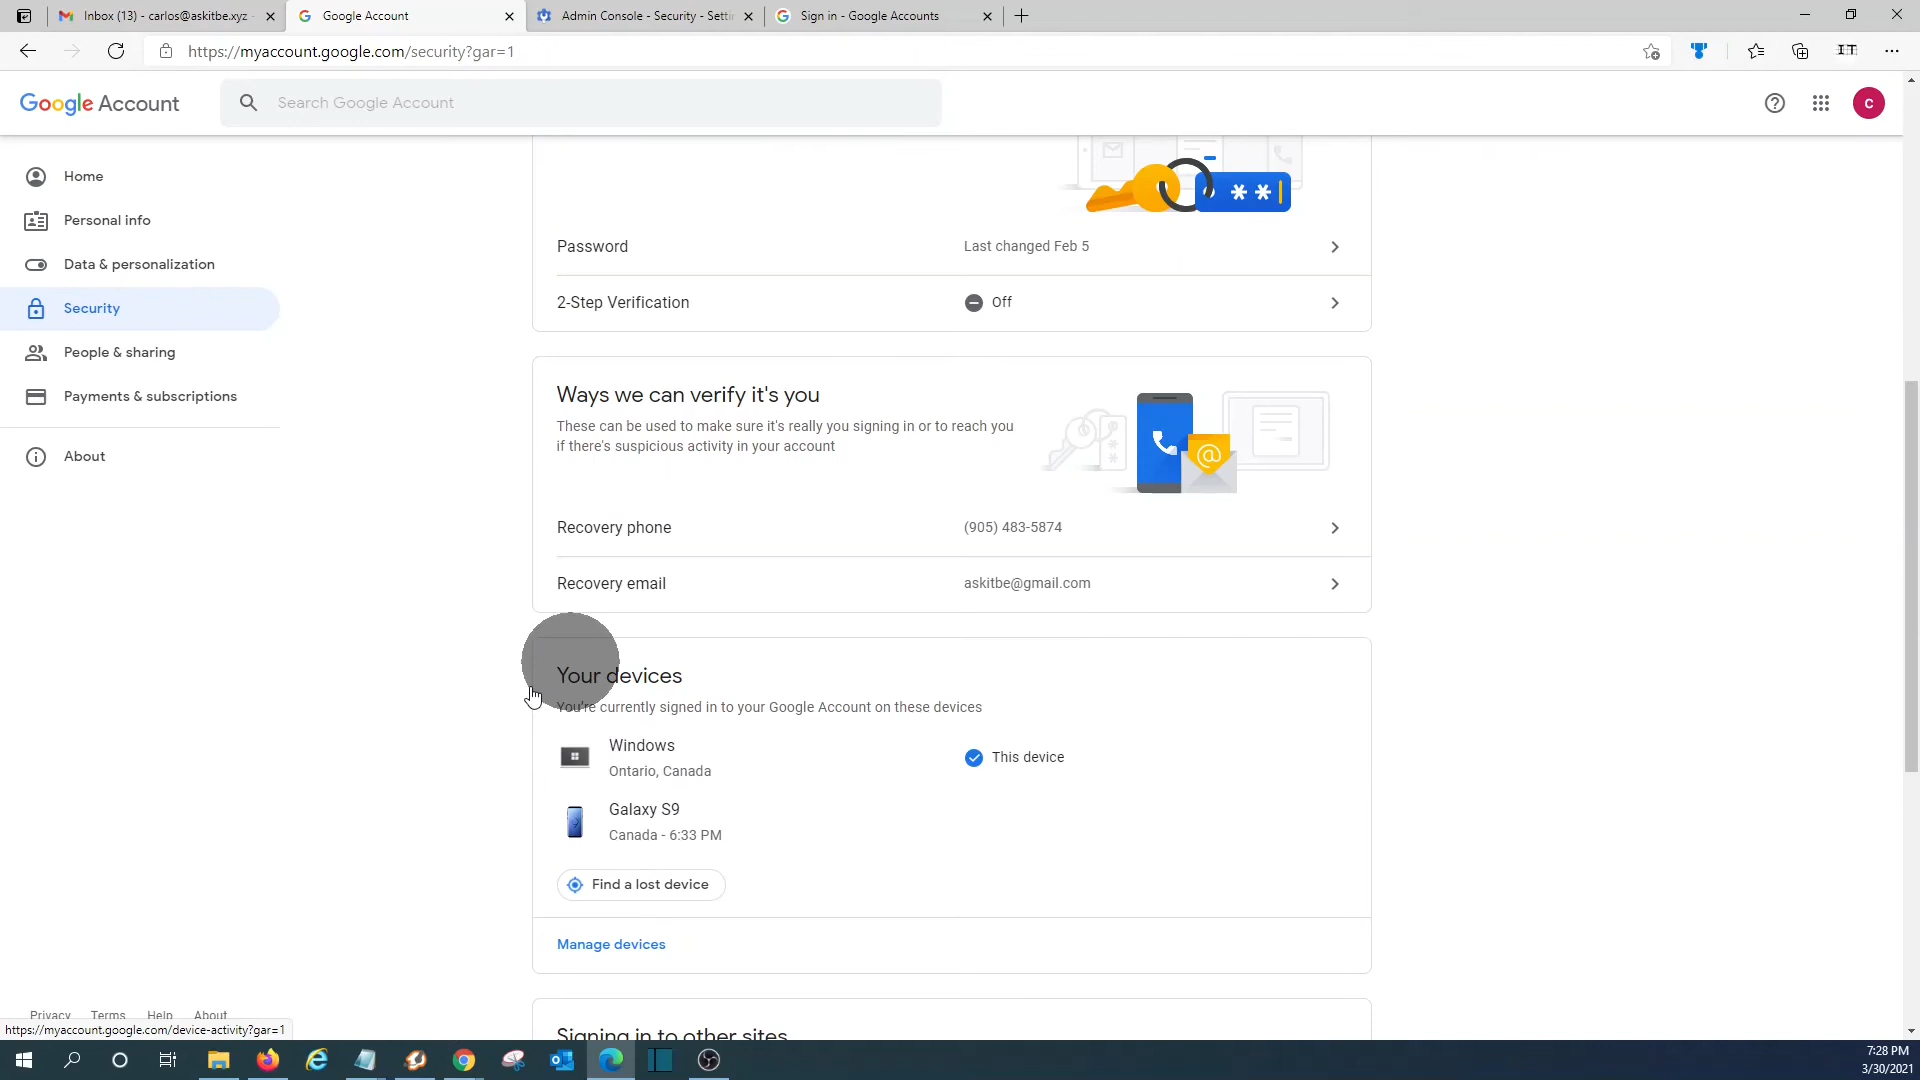 Inbox (13) - carlos@askitbe.xyz
Google Account
Admin Console - Security - Setti
Sign in - Google Accounts
https://myaccount.google.com/security?gar=1
Google Account
Search Google Account
C
Home
Personal info
Data & personalization
Security
People & sharing
Payments & subscriptions
About
**
Password
Last changed Feb 5
2-Step Verification
Off
Ways we can verify it's you
These can be used to make sure it's really you signing in or to reach you
if there's suspicious activity in your account
Recovery phone
(905) 483-5874
Recovery email
askitbe@gmail.com
Your devices
You're currently signed in to your Google Account on these devices
Windows
Ontario, Canada
This device
Galaxy S9
Canada - 6:33 PM
Find a lost device
Manage devices
Signing in to other sites
Privacy Terms Help About
https://myaccount.google.com/device-activity?gar=1
7:28 PM
3/30/2021